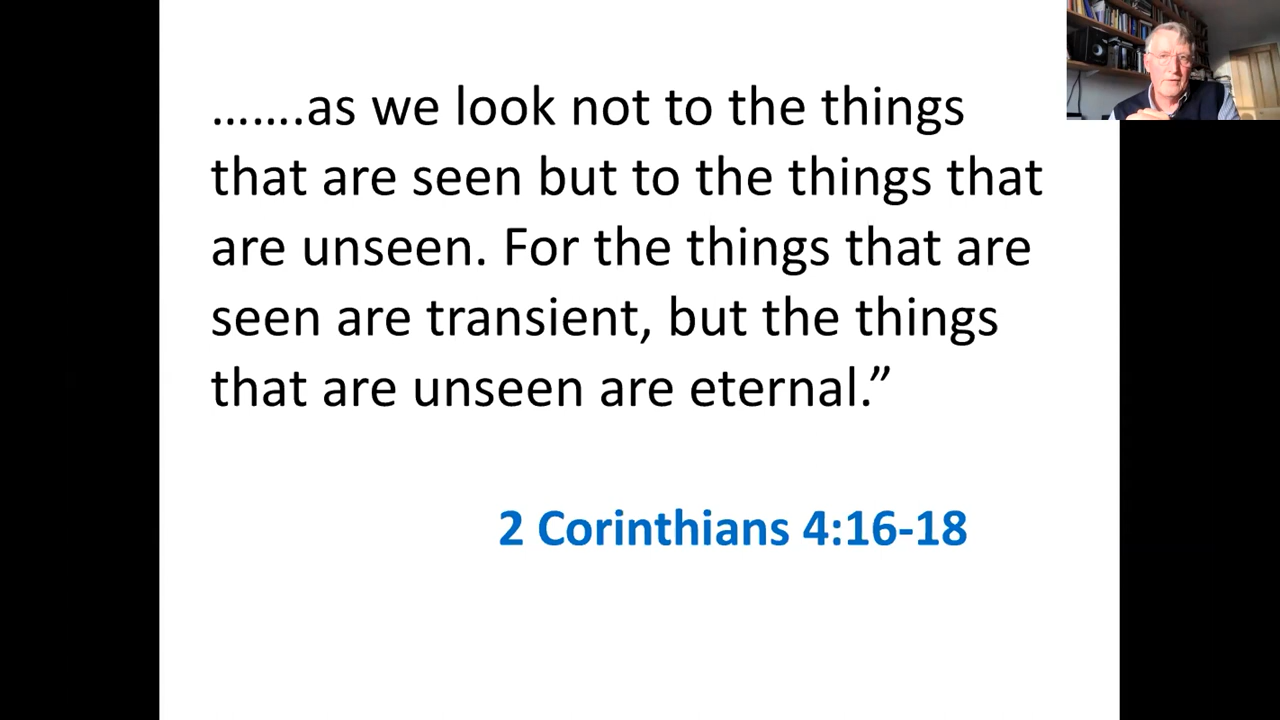 …….as we look not to the things
that are seen but to the things that
are unseen. For the things that are
seen are transient, but the things
that are unseen are eternal.”
2 Corinthians 4:16-18